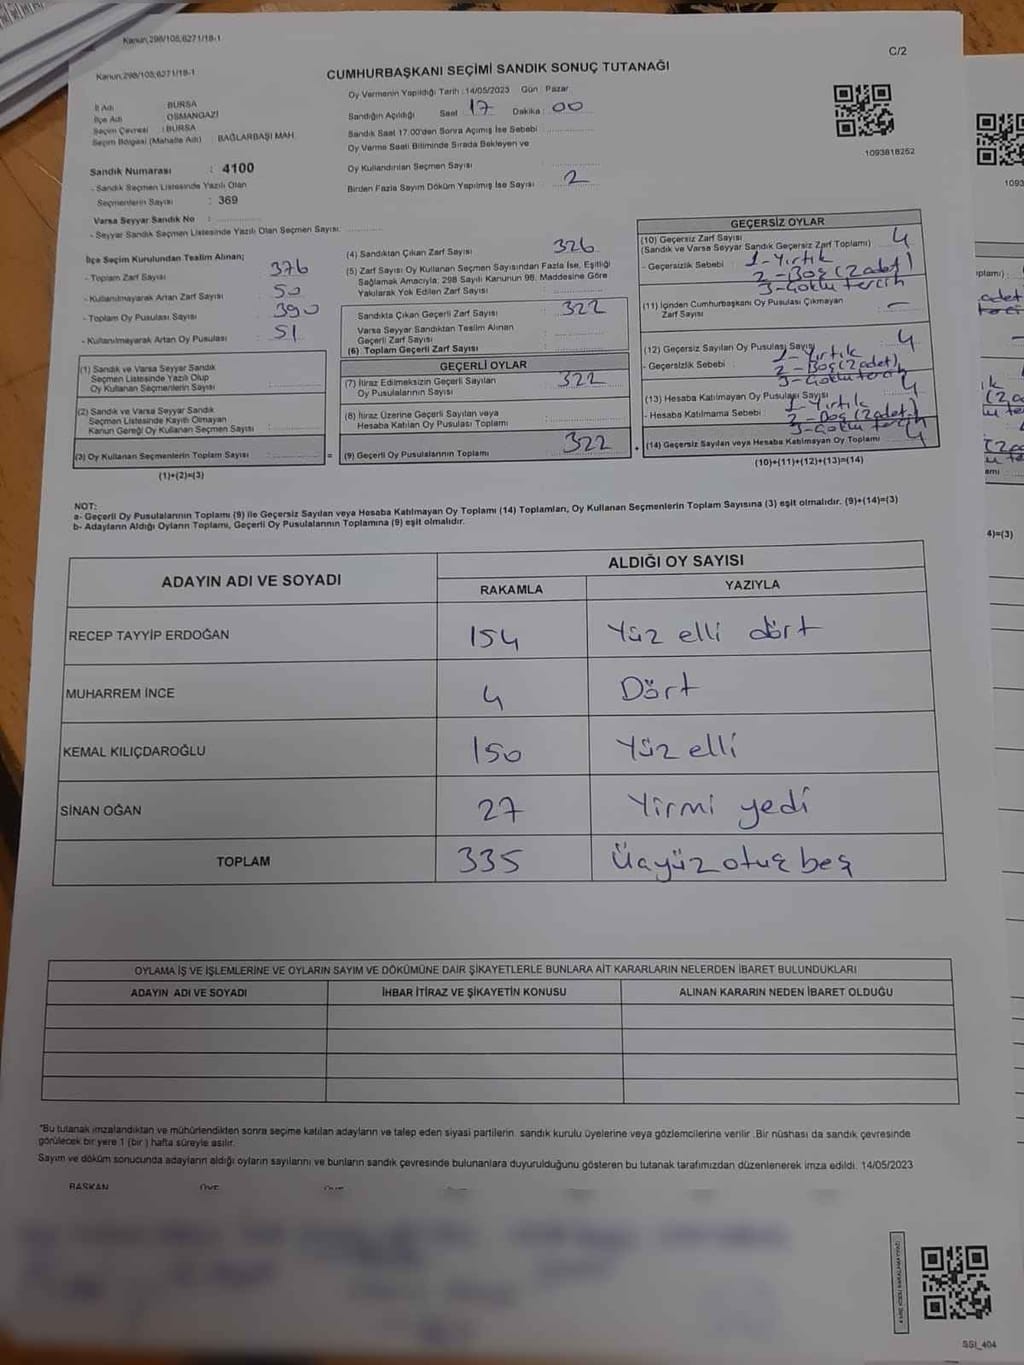 Kanun,298/105,6271/18-1
C/2
Kanun,298/105,6271/18-1
CUMHURBAŞKANI SEÇİMİ SANDIK SONUÇ TUTANAĞI
İl Adı : BURSA
İlçe Adı : OSMANGAZİ
Seçim Çevresi : BURSA
Seçim Bölgesi (Mahalle Adı) : BAĞLARBAŞI MAH.
Sandık Numarası : 4100
- Sandık Seçmen Listesinde Yazılı Olan
Seçmenlerin Sayısı : 369
Varsa Seyyar Sandık No :
- Seyyar Sandık Seçmen Listesinde Yazılı Olan Seçmen Sayısı:
Oy Vermenin Yapıldığı Tarih :14/05/2023 Gün : Pazar
Sandığın Açıldığı Saat 17 Dakika : 00
Sandık Saat 17.00'den Sonra Açılmış İse Sebebi :
Oy Verme Saati Bitiminde Sırada Bekleyen ve
Oy Kullandırılan Seçmen Sayısı :
Birden Fazla Sayım Döküm Yapılmış İse Sayısı : 2
1093818252
1093
İlçe Seçim Kurulundan Teslim Alınan;
- Toplam Zarf Sayısı : 376
- Kullanılmayarak Artan Zarf Sayısı : 50
- Toplam Oy Pusulası Sayısı : 390
- Kullanılmayarak Artan Oy Pusulası : 51
(1) Sandık ve Varsa Seyyar Sandık
Seçmen Listesinde Yazılı Olup
Oy Kullanan Seçmenlerin Sayısı :
(2) Sandık ve Varsa Seyyar Sandık
Seçmen Listesinde Kayıtlı Olmayan
Kanun Gereği Oy Kullanan Seçmen Sayısı :
(3) Oy Kullanan Seçmenlerin Toplam Sayısı :
(1)+(2)=(3)
(4) Sandıktan Çıkan Zarf Sayısı : 326
(5) Zarf Sayısı Oy Kullanan Seçmen Sayısından Fazla İse, Eşitliği
Sağlamak Amacıyla; 298 Sayılı Kanunun 98. Maddesine Göre
Yakılarak Yok Edilen Zarf Sayısı :
Sandıkta Çıkan Geçerli Zarf Sayısı : 322
Varsa Seyyar Sandıktan Teslim Alınan
Geçerli Zarf Sayısı :
(6) Toplam Geçerli Zarf Sayısı :
GEÇERLİ OYLAR
(7) İtiraz Edilmeksizin Geçerli Sayılan
Oy Pusulasının Sayısı : 322
(8) İtiraz Üzerine Geçerli Sayılan veya
Hesaba Katılan Oy Pusulası Toplamı :
= (9) Geçerli Oy Pusulalarının Toplamı : 322 +
GEÇERSİZ OYLAR
(10) Geçersiz Zarf Sayısı
(Sandık ve Varsa Seyyar Sandık Geçersiz Zarf Toplamı) : 4
- Geçersizlik Sebebi : 1-Yırtık
2-Boş (2 adet)
3-Çoklu tercih
(11) İçinden Cumhurbaşkanı Oy Pusulası Çıkmayan
Zarf Sayısı : -
(12) Geçersiz Sayılan Oy Pusulası Sayısı : 4
- Geçersizlik Sebebi : 1-Yırtık
2-Boş (2 adet),
3-Çoklu tercih
(13) Hesaba Katılmayan Oy Pusulası Sayısı : 4
- Hesaba Katılmama Sebebi : 1-Yırtık
2-Boş (2 adet)
3-Çoklu tercih
(14) Geçersiz Sayılan veya Hesaba Katılmayan Oy Toplamı : 4
(10)+(11)+(12)+(13)=(14)
NOT:
a- Geçerli Oy Pusulalarının Toplamı (9) ile Geçersiz Sayılan veya Hesaba Katılmayan Oy Toplamı (14) Toplamları, Oy Kullanan Seçmenlerin Toplam Sayısına (3) eşit olmalıdır. (9)+(14)=(3)
b- Adayların Aldığı Oyların Toplamı, Geçerli Oy Pusulalarının Toplamına (9) eşit olmalıdır.
4)=(3)
ADAYIN ADI VE SOYADI
ALDIĞI OY SAYISI
RAKAMLA YAZIYLA
RECEP TAYYİP ERDOĞAN 154 Yüz elli dört
MUHARREM İNCE 4 Dört
KEMAL KILIÇDAROĞLU 150 Yüz elli
SİNAN OĞAN 27 Yirmi yedi
TOPLAM 335 Üçyüz otuz beş
OYLAMA İŞ VE İŞLEMLERİNE VE OYLARIN SAYIM VE DÖKÜMÜNE DAİR ŞİKAYETLERLE BUNLARA AİT KARARLARIN NELERDEN İBARET BULUNDUKLARI
ADAYIN ADI VE SOYADI İHBAR İTİRAZ VE ŞİKAYETİN KONUSU ALINAN KARARIN NEDEN İBARET OLDUĞU
*Bu tutanak imzalandıktan ve mühürlendikten sonra seçime katılan adayların ve talep eden siyasi partilerin sandık kurulu üyelerine veya gözlemcilerine verilir. Bir nüshası da sandık çevresinde
görülecek bir yere 1 (bir ) hafta süreyle asılır.
Sayım ve döküm sonucunda adayların aldığı oyların sayılarını ve bunların sandık çevresinde bulunanlara duyurulduğunu gösteren bu tutanak tarafımızdan düzenlenerek imza edildi. 14/05/2023
BAŞKAN ÜYE ÜYE
SSI_404